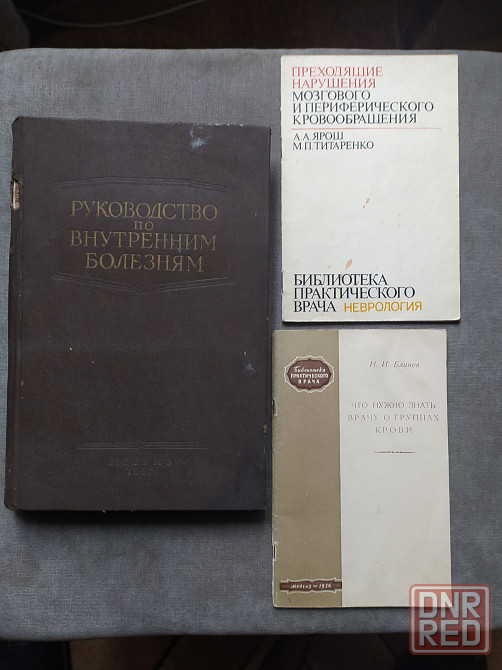 РУКОВОДСТВО
ПО
ВНУТРЕННИМ
БОЛЕЗНЯМ
ПРЕХОДЯЩИЕ
НАРУШЕНИЯ
МОЗГОВОГО
И ПЕРИФЕРИЧЕСКОГО
КРОВООБРАЩЕНИЯ
А.А.ЯРОШ
М.П.ТИТАРЕНКО
БИБЛИОТЕКА
ПРАКТИЧЕСКОГО
ВРАЧА НЕВРОЛОГИЯ
Библиотека
ПРАКТИЧЕСКОГО
ВРАЧА
Н. И. Блинов
ЧТО НУЖНО ЗНАТЬ
ВРАЧУ О ГРУППАХ
КРОВИ
DNR
RED